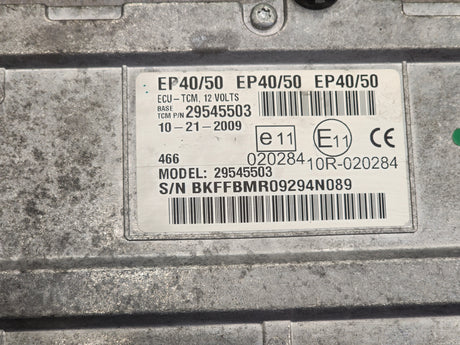 EP40/50 EP40/50 EP40/50
ECU-TCM, 12 VOLTS
BASE
TCM P/N 29545503
10-21-2009
e11 E11 CE
466 020284 10R-020284
MODEL: 29545503
S/N BKFFBMR09294N089